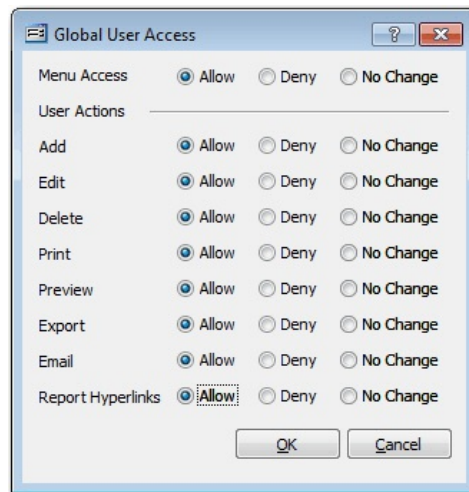 Global User Access
?
Menu Access Allow Deny No Change
User Actions
Add Allow Deny No Change
Edit Allow Deny No Change
Delete Allow Deny No Change
Print Allow Deny No Change
Preview Allow Deny No Change
Export Allow Deny No Change
Email Allow Deny No Change
Report Hyperlinks Allow Deny No Change
OK Cancel